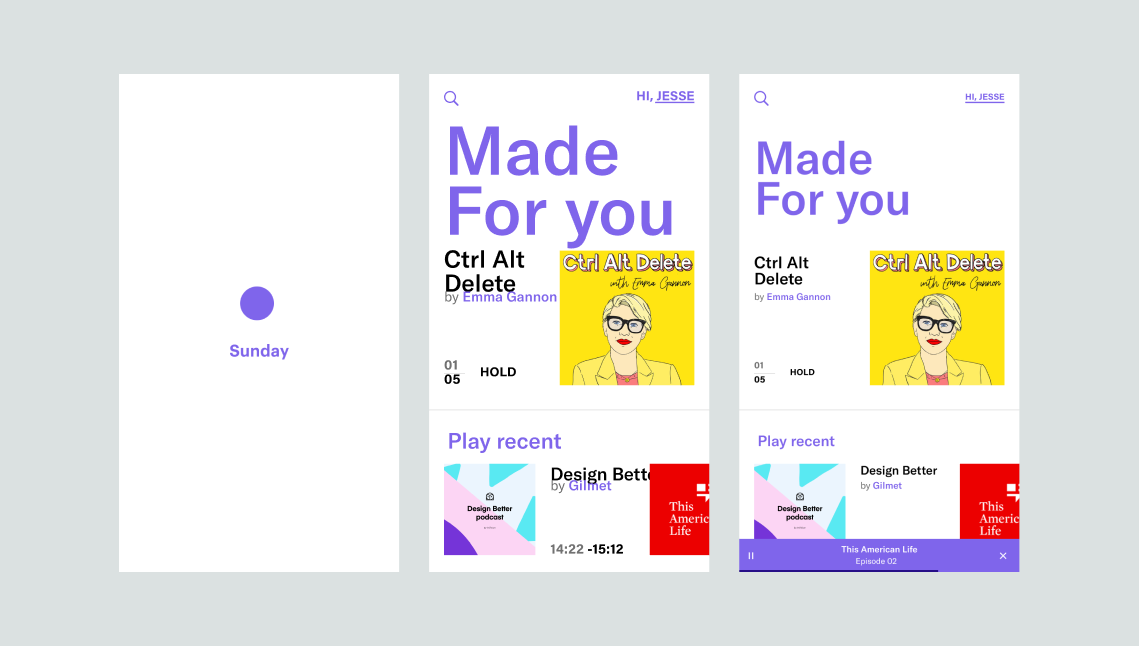 Sunday
HI, JESSE
Made
For you
Ctrl Alt
Delete
by Emma Gannon
01
05
HOLD
Ctrl Alt Delete
with Emma Gannon
Play recent
Design Better
podcast
Design Bette
by Gilmet
14:22 -15:12
This
Americ
Life
HI, JESSE
Made
For you
Ctrl Alt
Delete
by Emma Gannon
01
05
HOLD
Ctrl Alt Delete
with Emma Gannon
Play recent
Design Better
podcast
Design Better
by Gilmet
This
Americ
Life
This American Life
Episode 02